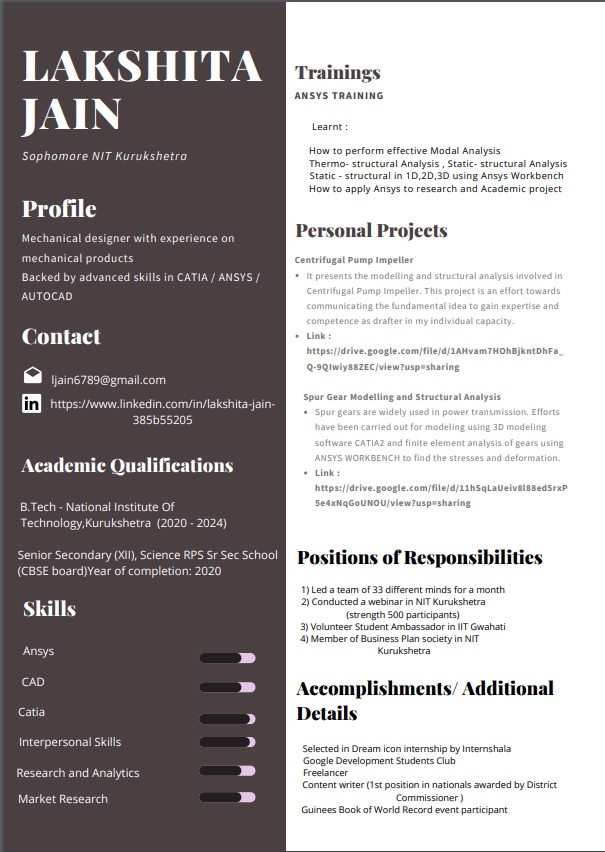 LAKSHITA
JAIN
Sophomore NIT Kurukshetra
Profile
Mechanical designer with experience on
mechanical products
Backed by advanced skills in CATIA / ANSYS /
AUTOCAD
Contact
ljain6789@gmail.com
https://www.linkedin.com/in/lakshita-jain-
385b55205
Academic Qualifications
B.Tech - National Institute Of
Technology,Kurukshetra (2020 - 2024)
Senior Secondary (XII), Science RPS Sr Sec School
(CBSE board)Year of completion: 2020
Skills
Ansys
CAD
Catia
Interpersonal Skills
Research and Analytics
Market Research
Trainings
ANSYS TRAINING
Learnt :
How to perform effective Modal Analysis
Thermo- structural Analysis , Static- structural Analysis
Static - structural in 1D,2D,3D using Ansys Workbench
How to apply Ansys to research and Academic project
Personal Projects
Centrifugal Pump Impeller
• It presents the modelling and structural analysis involved in
Centrifugal Pump Impeller. This project is an effort towards
communicating the fundamental idea to gain expertise and
competence as drafter in my individual capacity.
• Link :
https://drive.google.com/file/d/1AHvam7HOhBjkntDhFa_
Q-9QIwiy88ZEC/view?usp=sharing
Spur Gear Modelling and Structural Analysis
• Spur gears are widely used in power transmission. Efforts
have been carried out for modeling using 3D modeling
software CATIA2 and finite element analysis of gears using
ANSYS WORKBENCH to find the stresses and deformation.
• Link :
https://drive.google.com/file/d/11hSqLaUeiv8l88ed5rxP
5e4xNqGoUNOU/view?usp=sharing
Positions of Responsibilities
1) Led a team of 33 different minds for a month
2) Conducted a webinar in NIT Kurukshetra
(strength 500 participants)
3) Volunteer Student Ambassador in IIT Gwahati
4) Member of Business Plan society in NIT
Kurukshetra
Accomplishments/ Additional
Details
Selected in Dream icon internship by Internshala
Google Development Students Club
Freelancer
Content writer (1st position in nationals awarded by District
Commissioner )
Guinees Book of World Record event participant